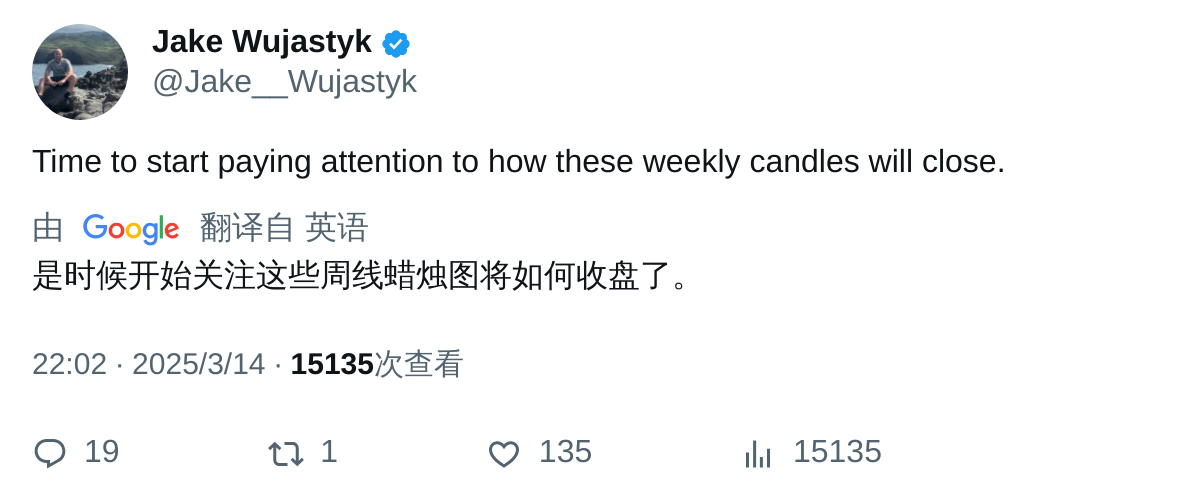 Jake Wujastyk
@Jake__Wujastyk
Time to start paying attention to how these weekly candles will close.
由 Google 翻译自 英语
是时候开始关注这些周线蜡烛图将如何收盘了。
22:02 · 2025/3/14 · 15135次查看
19 1 135 15135